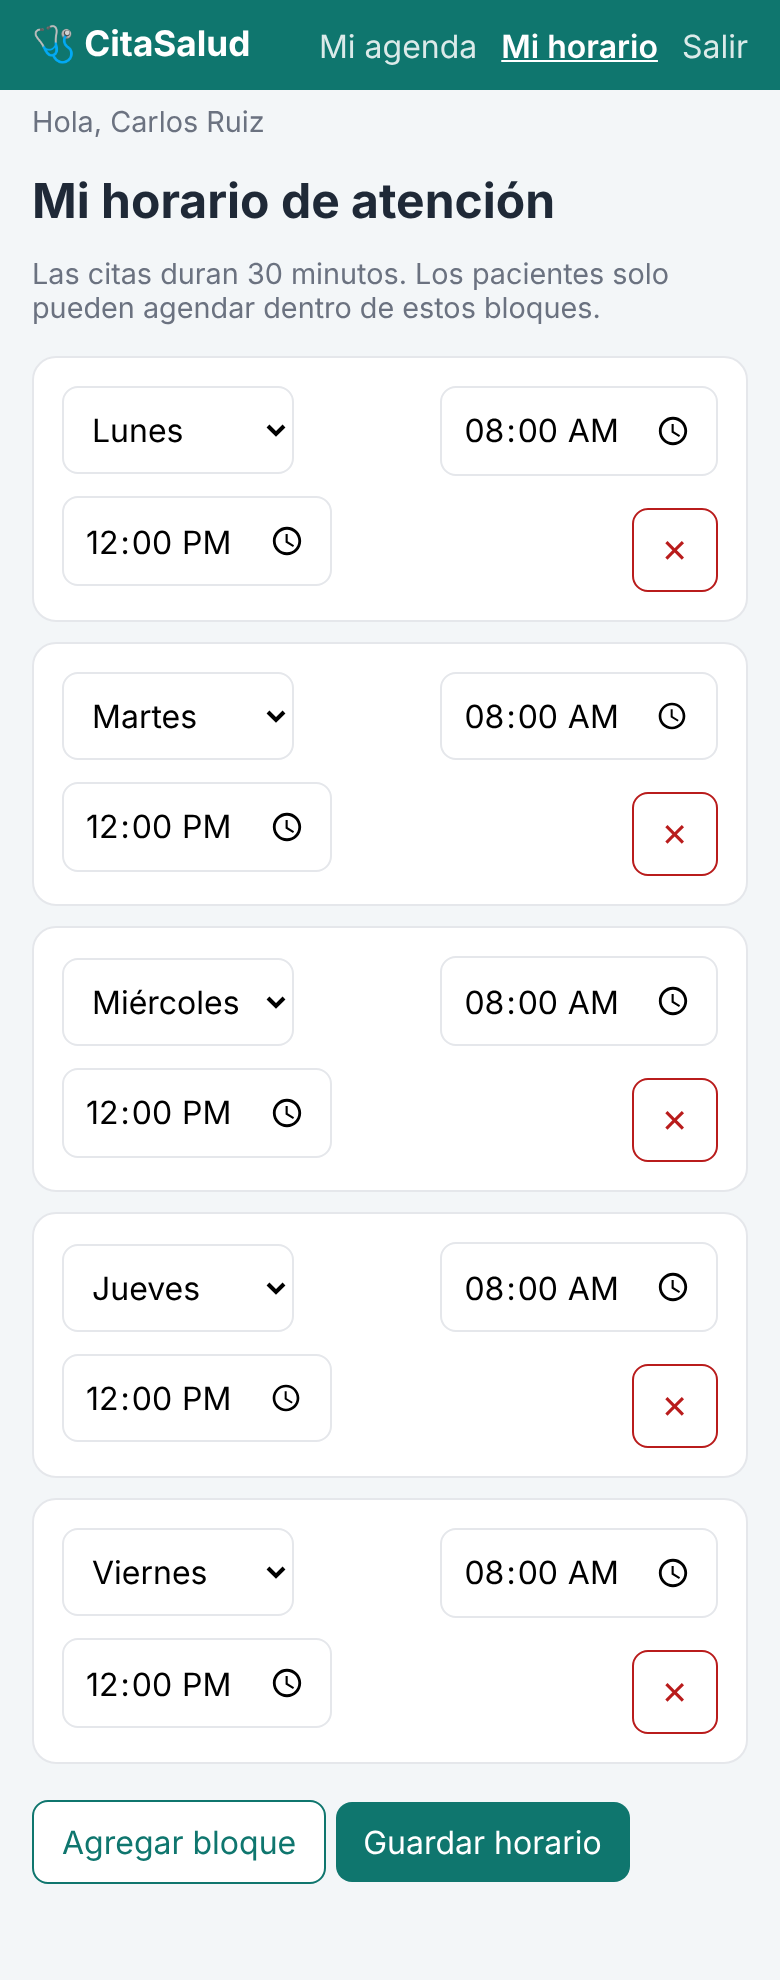 CitaSalud
Mi agenda Mi horario Salir
Hola, Carlos Ruiz
Mi horario de atención
Las citas duran 30 minutos. Los pacientes solo
pueden agendar dentro de estos bloques.
Lunes 08:00 AM
12:00 PM ✕
Martes 08:00 AM
12:00 PM ✕
Miércoles 08:00 AM
12:00 PM ✕
Jueves 08:00 AM
12:00 PM ✕
Viernes 08:00 AM
12:00 PM ✕
Agregar bloque Guardar horario